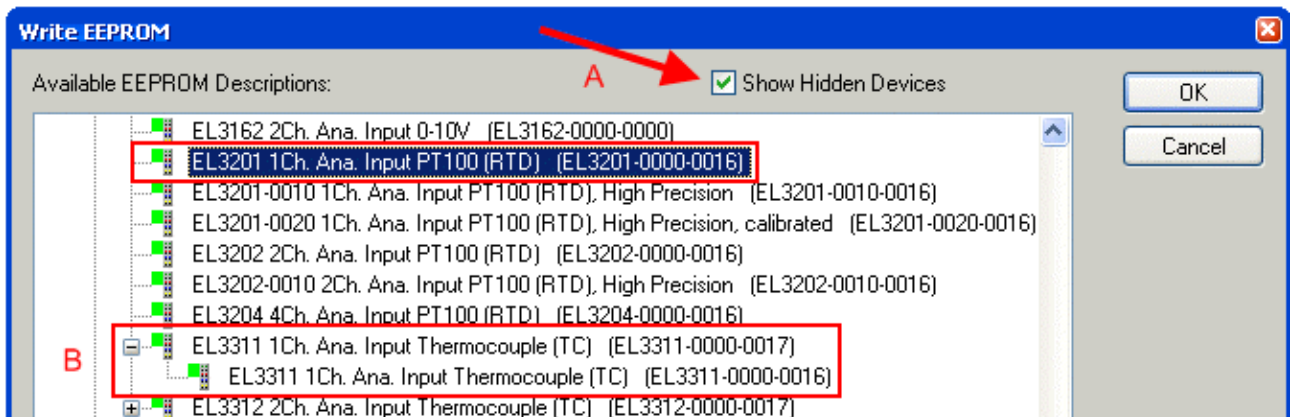 Write EEPROM
Available EEPROM Descriptions:
A
Show Hidden Devices
OK
Cancel
EL3162 2Ch. Ana. Input 0-10V (EL3162-0000-0000)
EL3201 1Ch. Ana. Input PT100 (RTD) (EL3201-0000-0016)
EL3201-0010 1Ch. Ana. Input PT100 (RTD), High Precision (EL3201-0010-0016)
EL3201-0020 1Ch. Ana. Input PT100 (RTD), High Precision, calibrated (EL3201-0020-0016)
EL3202 2Ch. Ana. Input PT100 (RTD) (EL3202-0000-0016)
EL3202-0010 2Ch. Ana. Input PT100 (RTD), High Precision (EL3202-0010-0016)
EL3204 4Ch. Ana. Input PT100 (RTD) (EL3204-0000-0016)
B
EL3311 1Ch. Ana. Input Thermocouple (TC) (EL3311-0000-0017)
EL3311 1Ch. Ana. Input Thermocouple (TC) (EL3311-0000-0016)
EL3312 2Ch. Ana. Input Thermocouple (TC) (EL3312-0000-0017)